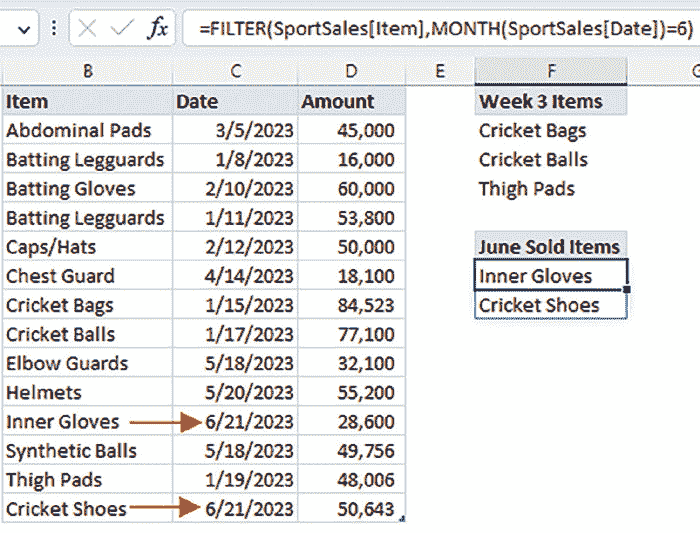 =FILTER(SportSales[Item],MONTH(SportSales[Date])=6)
B C D E F
Item Date Amount Week 3 Items
Abdominal Pads 3/5/2023 45,000 Cricket Bags
Batting Legguards 1/8/2023 16,000 Cricket Balls
Batting Gloves 2/10/2023 60,000 Thigh Pads
Batting Legguards 1/11/2023 53,800
Caps/Hats 2/12/2023 50,000 June Sold Items
Chest Guard 4/14/2023 18,100 Inner Gloves
Cricket Bags 1/15/2023 84,523 Cricket Shoes
Cricket Balls 1/17/2023 77,100
Elbow Guards 5/18/2023 32,100
Helmets 5/20/2023 55,200
Inner Gloves 6/21/2023 28,600
Synthetic Balls 5/18/2023 49,756
Thigh Pads 1/19/2023 48,006
Cricket Shoes 6/21/2023 50,643